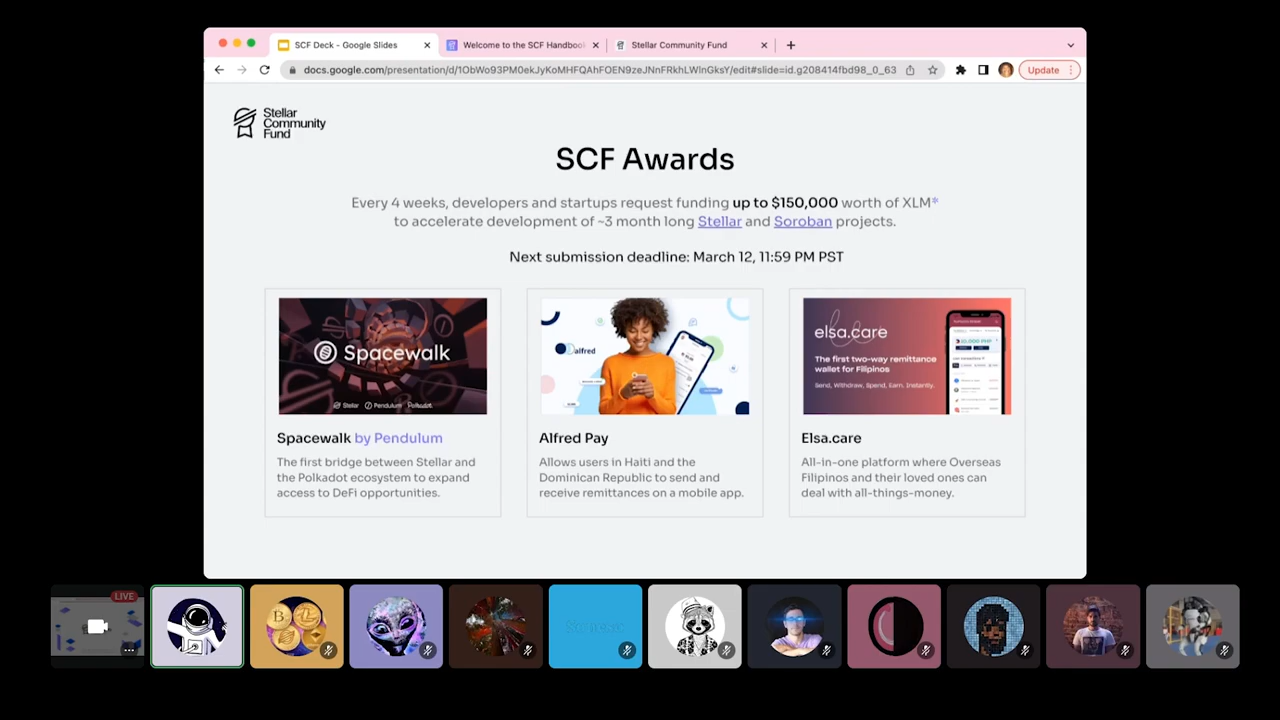 SCF Deck - Google Slides
Welcome to the SCF Handboo
Stellar Community Fund
docs.google.com/presentation/d/1ObWo93PM0ekJyKoMHFQAhFOEN9zeJNnFRkhLWlnGksY/edit#slide=id.g208414fbd98_0_63
Update
Stellar
Community
Fund
SCF Awards
Every 4 weeks, developers and startups request funding up to $150,000 worth of XLM*
to accelerate development of ~3 month long Stellar and Soroban projects.
Next submission deadline: March 12, 11:59 PM PST
Spacewalk
Stellar
Pendulum
Polkadot
alfred
elsa.care
The first two-way remittance
wallet for Filipinos
Send, Withdraw, Spend, Earn, Instantly.
Spacewalk by Pendulum
The first bridge between Stellar and
the Polkadot ecosystem to expand
access to DeFi opportunities.
Alfred Pay
Allows users in Haiti and the
Dominican Republic to send and
receive remittances on a mobile app.
Elsa.care
All-in-one platform where Overseas
Filipinos and their loved ones can
deal with all-things-money.
LIVE